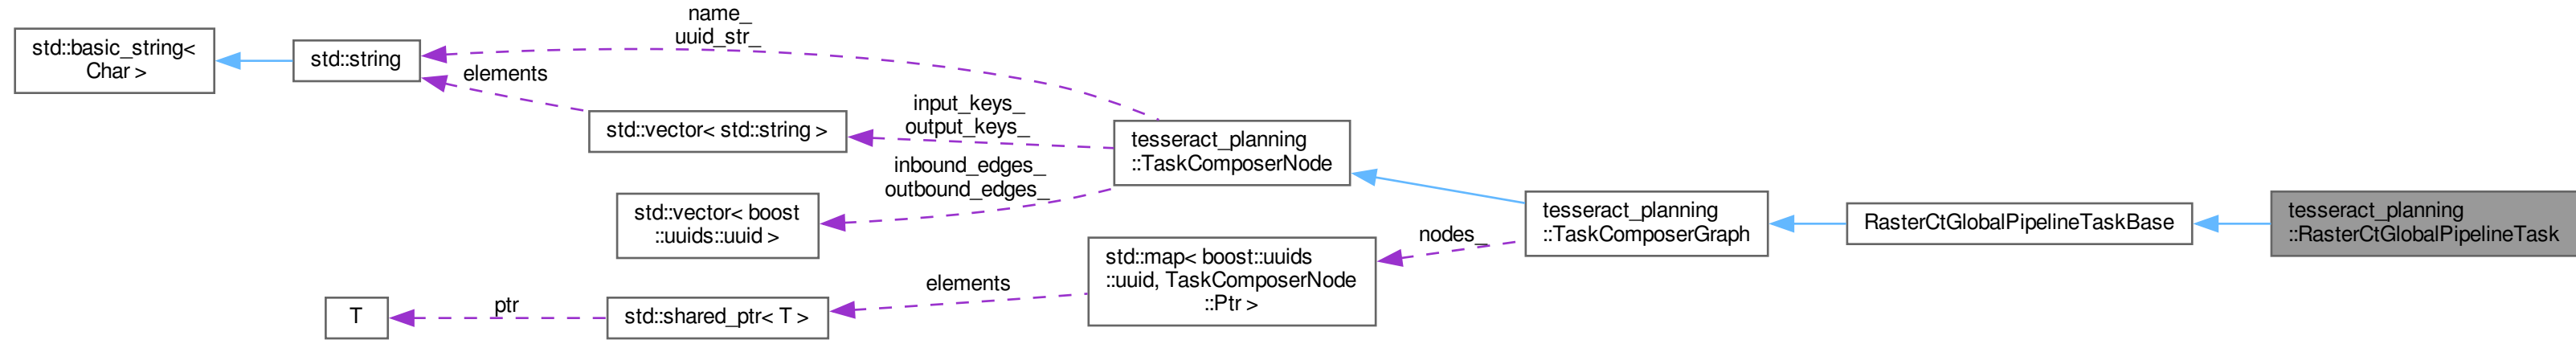 std::basic_string<
Char >
std::string
name_
uuid_str_
elements
std::vector< std::string >
input_keys_
output_keys_
inbound_edges_
outbound_edges_
std::vector< boost
::uuids::uuid >
tesseract_planning
::TaskComposerNode
T
ptr
std::shared_ptr< T >
elements
std::map< boost::uuids
::uuid, TaskComposerNode
::Ptr >
nodes_
tesseract_planning
::TaskComposerGraph
RasterCtGlobalPipelineTaskBase
tesseract_planning
::RasterCtGlobalPipelineTask